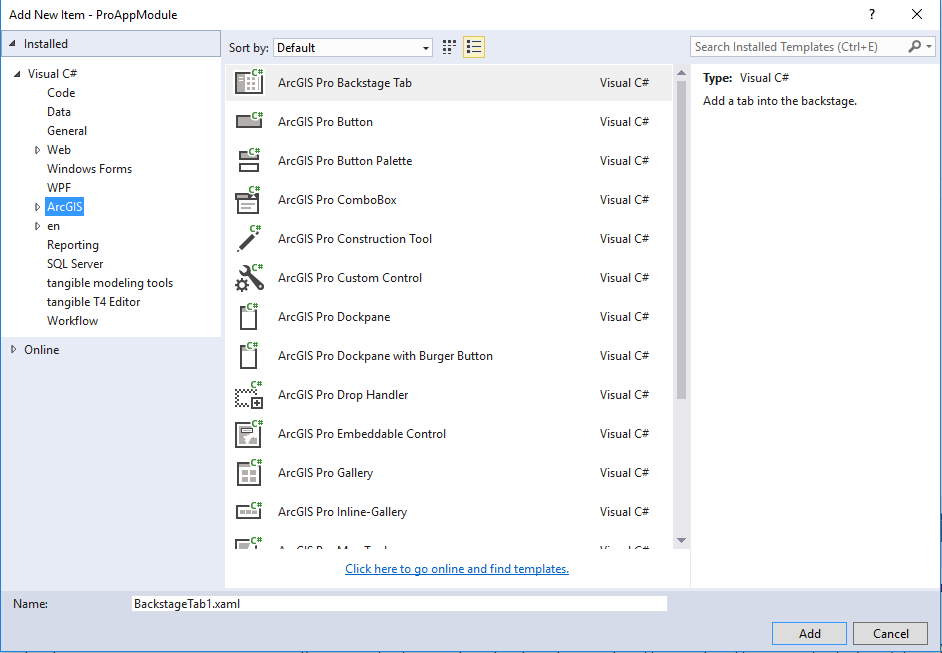 Add New Item - ProAppModule
?
Installed
Sort by: Default
Search Installed Templates (Ctrl+E)
Visual C#
Code
Data
General
Web
Windows Forms
WPF
ArcGIS
en
Reporting
SQL Server
tangible modeling tools
tangible T4 Editor
Workflow
Online
C# ArcGIS Pro Backstage Tab Visual C#
C# ArcGIS Pro Button Visual C#
C# ArcGIS Pro Button Palette Visual C#
C# ArcGIS Pro ComboBox Visual C#
C# ArcGIS Pro Construction Tool Visual C#
C# ArcGIS Pro Custom Control Visual C#
C# ArcGIS Pro Dockpane Visual C#
C# ArcGIS Pro Dockpane with Burger Button Visual C#
C# ArcGIS Pro Drop Handler Visual C#
C# ArcGIS Pro Embeddable Control Visual C#
C# ArcGIS Pro Gallery Visual C#
C# ArcGIS Pro Inline-Gallery Visual C#
C#
Click here to go online and find templates.
Type: Visual C#
Add a tab into the backstage.
Name: BackstageTab1.xaml
Add Cancel